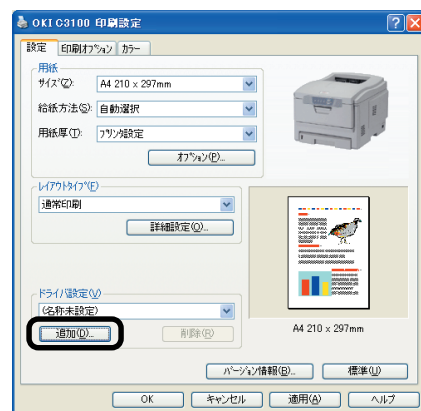 OKI C3100 印刷設定
設定 印刷ｵﾌﾟｼｮﾝ ｶﾗｰ
用紙
ｻｲｽﾞ(Z): A4 210 x 297mm
給紙方法(S): 自動選択
用紙厚(T): ﾌﾟﾘﾝﾀ設定
ｵﾌﾟｼｮﾝ(P)...
ﾚｲｱｳﾄﾀｲﾌﾟ(F)
通常印刷
詳細設定(O)...
ドライバ設定(V)
(名称未設定)
追加(D)... 削除(R)
A4 210 x 297mm
ﾊﾞｰｼﾞｮﾝ情報(B)... 標準(U)
OK キャンセル 適用(A) ヘルプ